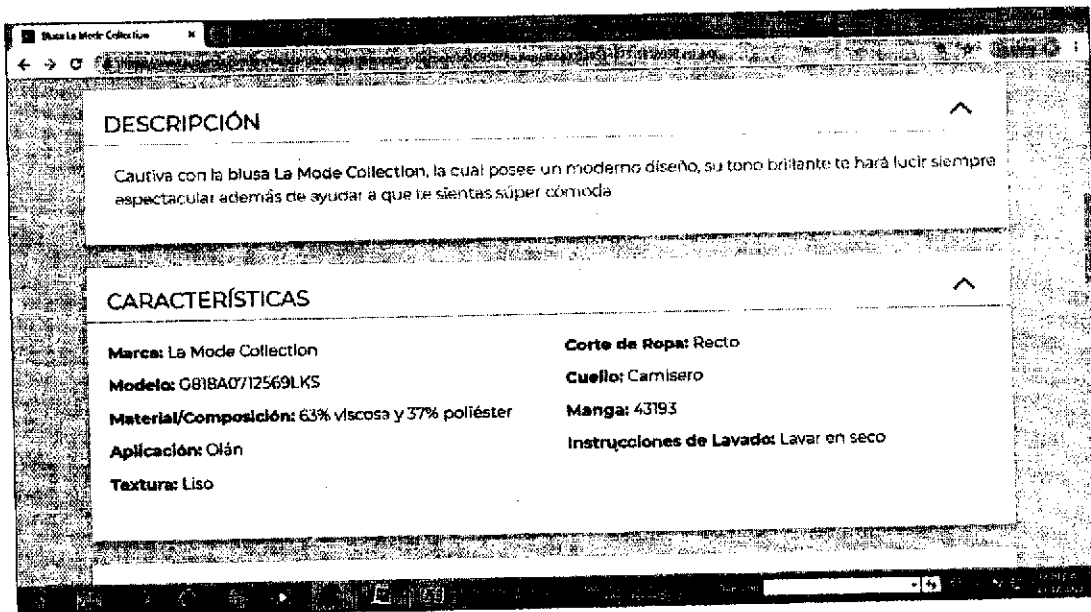 Blusa La Mode Collection
DESCRIPCIÓN
Cautiva con la blusa La Mode Collection, la cual posee un moderno diseño, su tono brillante te hará lucir siempre
espectacular además de ayudar a que te sientas súper cómoda
CARACTERÍSTICAS
Marca: La Mode Collection
Modelo: G818A0712569LKS
Material/Composición: 63% viscosa y 37% poliéster
Aplicación: Olán
Textura: Liso
Corte de Ropa: Recto
Cuello: Camisero
Manga: 43193
Instrucciones de Lavado: Lavar en seco